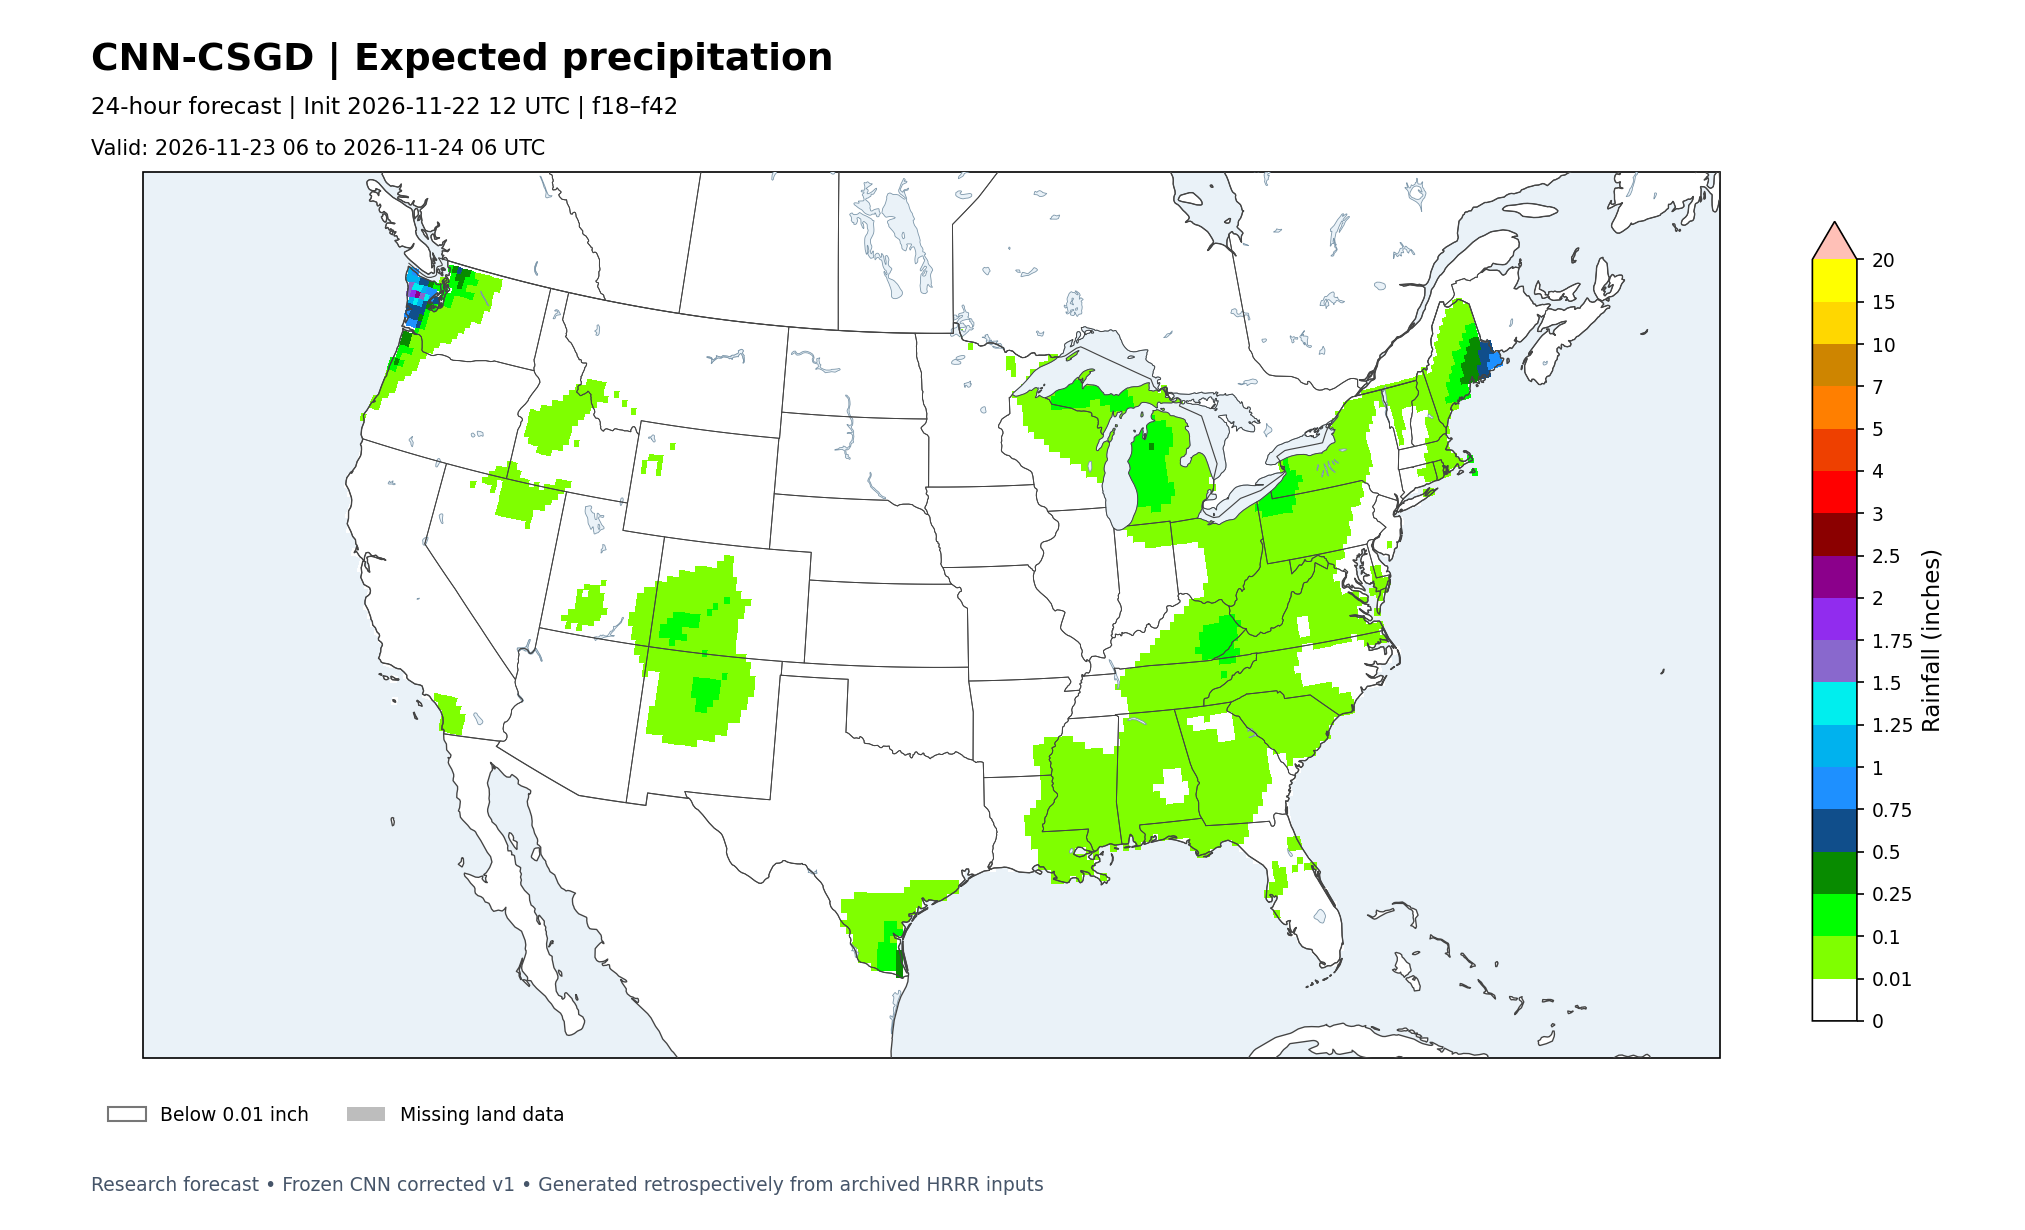 CNN-CSGD | Expected precipitation
24-hour forecast | Init 2026-11-22 12 UTC | f18–f42
Valid: 2026-11-23 06 to 2026-11-24 06 UTC
20
15
10
7
5
4
3
2.5
2
1.75
1.5
1.25
1
0.75
0.5
0.25
0.1
0.01
0
Rainfall (inches)
Below 0.01 inch
Missing land data
Research forecast • Frozen CNN corrected v1 • Generated retrospectively from archived HRRR inputs